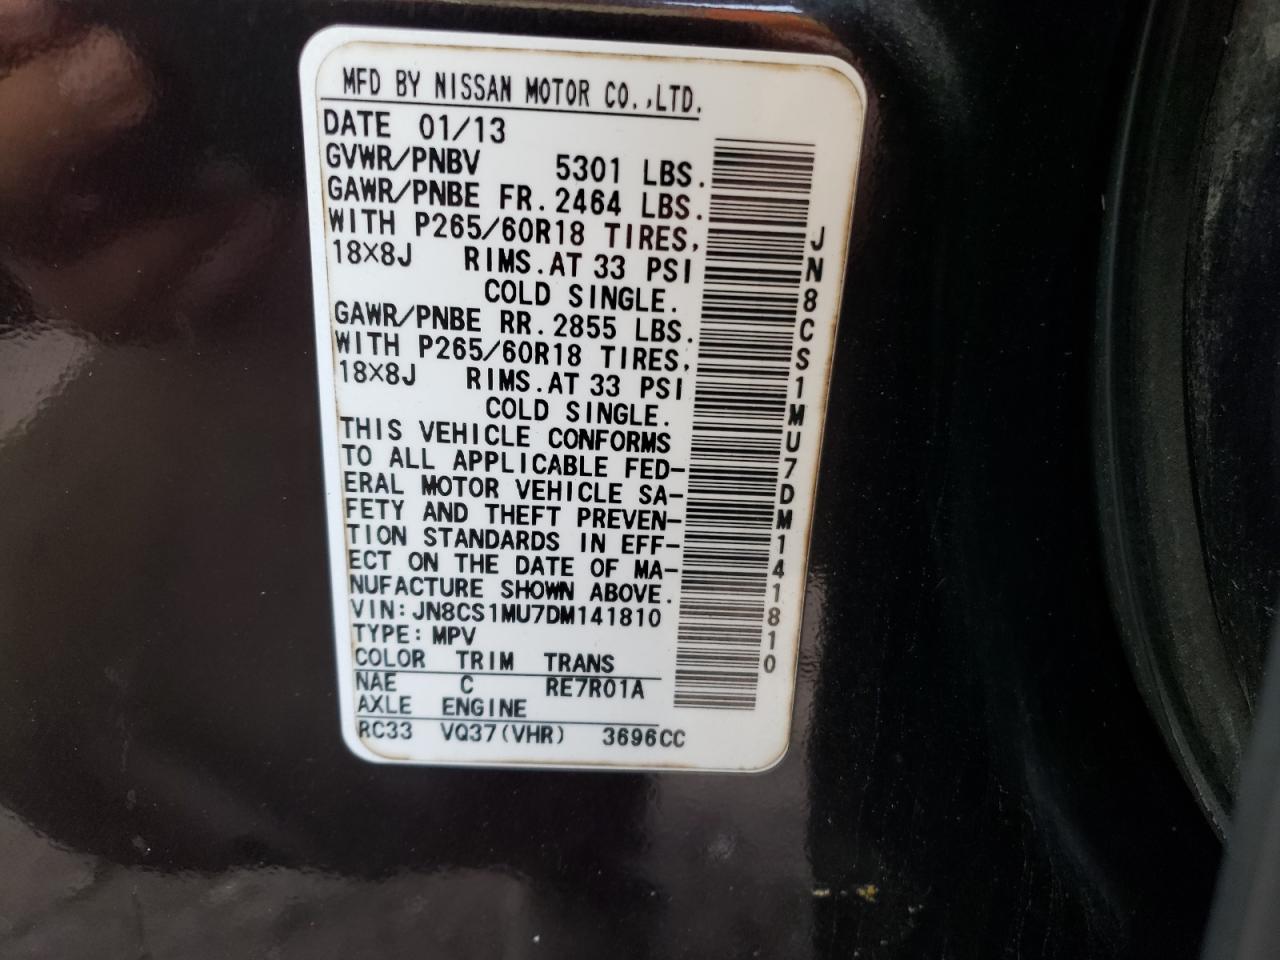 MFD BY NISSAN MOTOR CO.,LTD.
DATE 01/13
GVWR/PNBV 5301 LBS.
GAWR/PNBE FR.2464 LBS.
WITH P265/60R18 TIRES,
18X8J RIMS.AT 33 PSI
COLD SINGLE.
GAWR/PNBE RR.2855 LBS.
WITH P265/60R18 TIRES,
18X8J RIMS.AT 33 PSI
COLD SINGLE.
THIS VEHICLE CONFORMS
TO ALL APPLICABLE FED-
ERAL MOTOR VEHICLE SA-
FETY AND THEFT PREVEN-
TION STANDARDS IN EFF-
ECT ON THE DATE OF MA-
NUFACTURE SHOWN ABOVE.
VIN:JN8CS1MU7DM141810
TYPE:MPV
COLOR TRIM TRANS
NAE C RE7R01A
AXLE ENGINE
RC33 VQ37(VHR) 3696CC
JN8CS1MU7DM141810